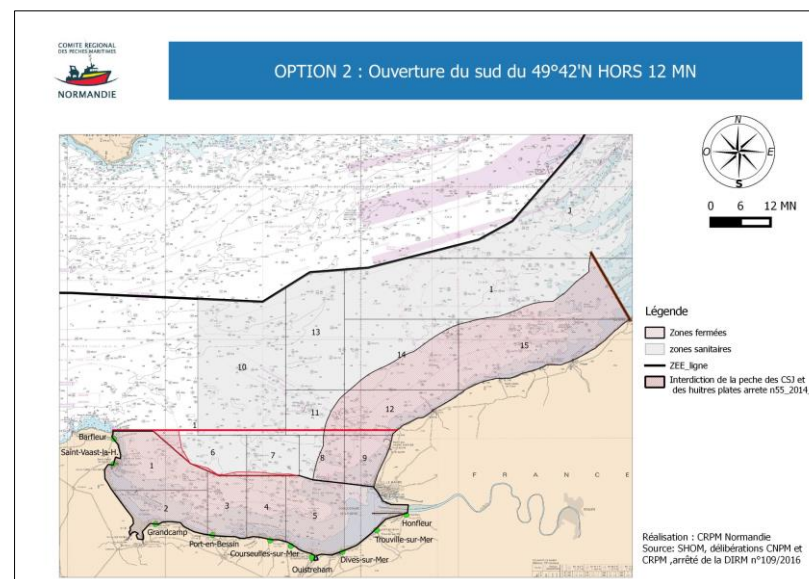 COMITE REGIONAL
DES PECHES MARITIMES
NORMANDIE
OPTION 2 : Ouverture du sud du 49°42'N HORS 12 MN
N
O
E
S
0 6 12 MN
Légende
Zones fermées
zones sanitaires
ZEE_ligne
Interdiction de la peche des CSJ et
des huitres plates arrete n55_2014_
1
1
13
15
14
10
11
12
1
Barfleur
Saint-Vaast-la-H.
1
6
7
8
9
2
3
4
5
Grandcamp
Port-en-Bessin
Courseulles-sur-Mer
Ouistreham
Dives-sur-Mer
Trouville-sur-Mer
Honfleur
F R A N C E
Réalisation : CRPM Normandie
Source: SHOM, délibérations CNPM et
CRPM ,arrêté de la DIRM n°109/2016